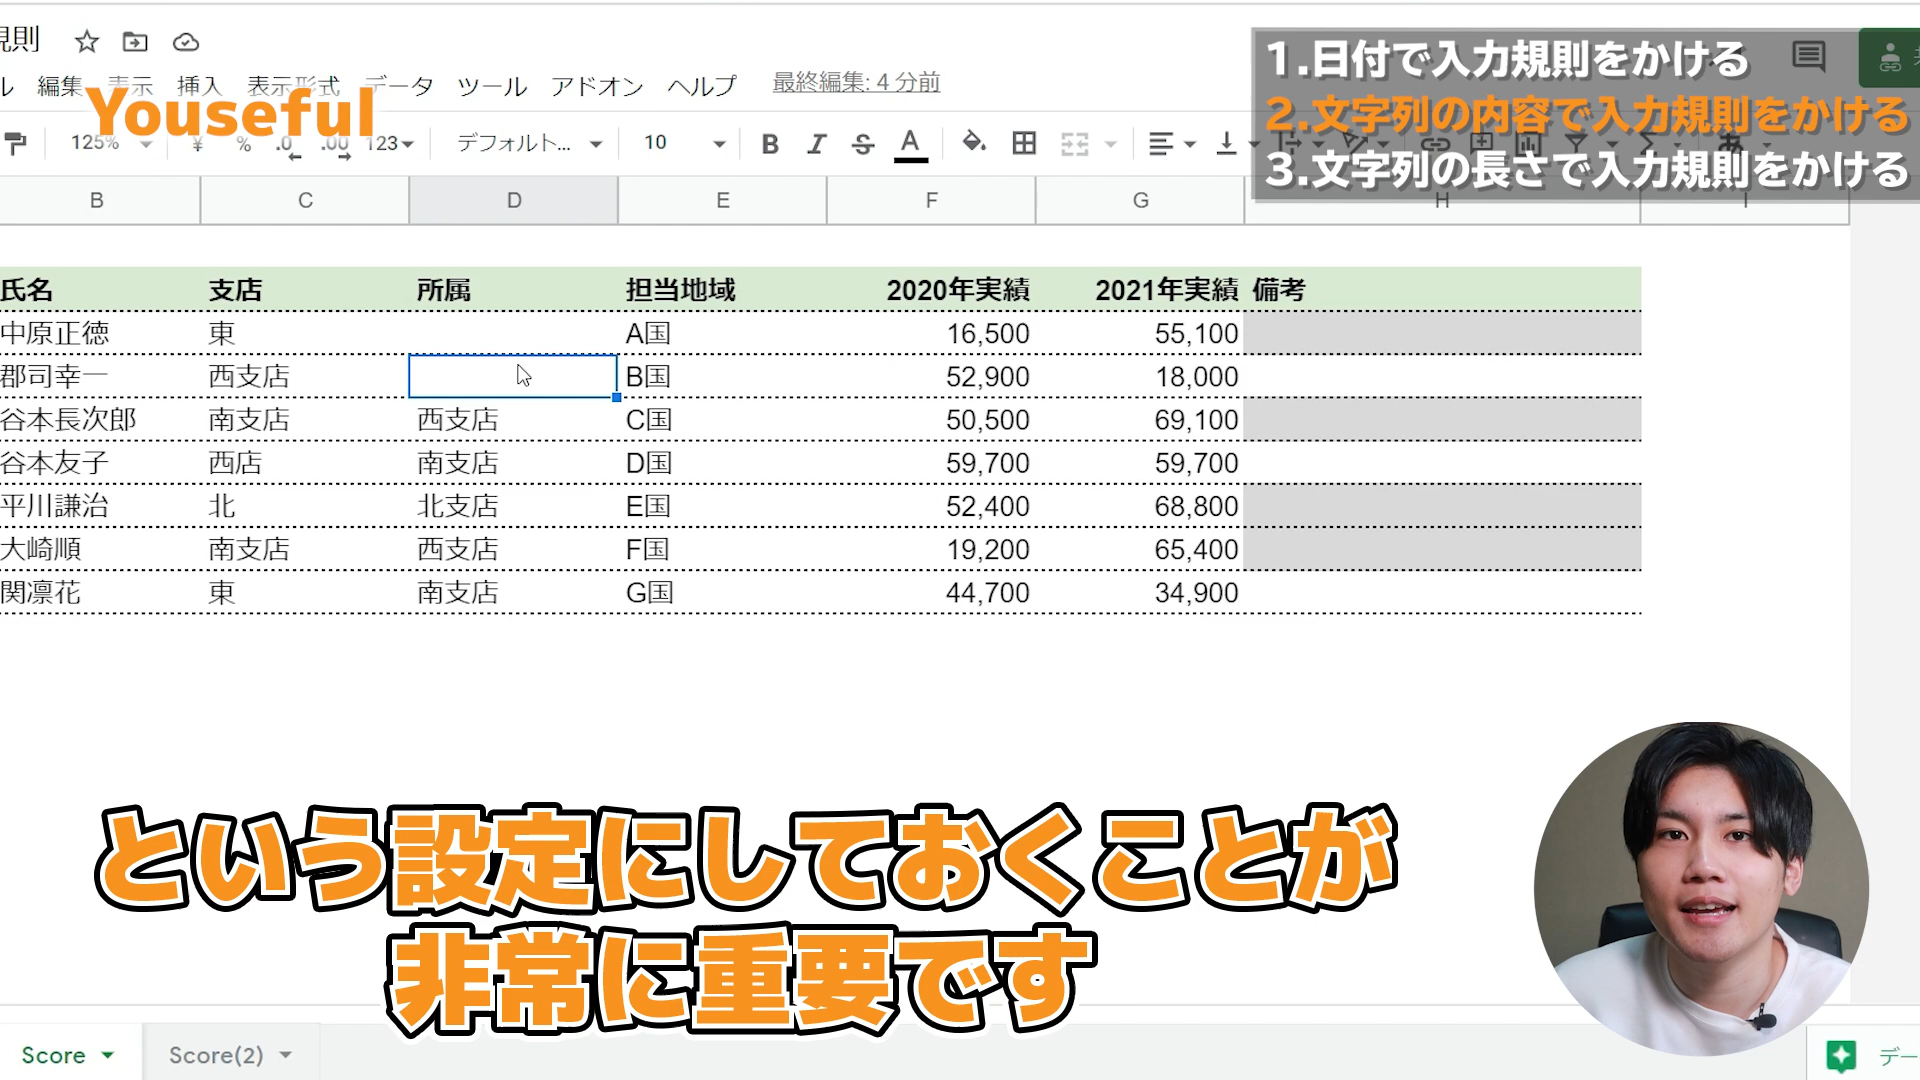 規則
1.日付で入力規則をかける
2.文字列の内容で入力規則をかける
3.文字列の長さで入力規則をかける
ル 編集 表示 挿入 表示形式 データ ツール アドオン ヘルプ 最終編集: 4 分前
Youseful
125% ¥ % .0 .00 123 デフォルト... 10 B I S A あ
B C D E F G H I
氏名 支店 所属 担当地域 2020年実績 2021年実績 備考
中原正徳 東 A国 16,500 55,100
郡司幸一 西支店 B国 52,900 18,000
谷本長次郎 南支店 西支店 C国 50,500 69,100
谷本友子 西店 南支店 D国 59,700 59,700
平川謙治 北 北支店 E国 52,400 68,800
大崎順 南支店 西支店 F国 19,200 65,400
関凛花 東 南支店 G国 44,700 34,900
という設定にしておくことが
非常に重要です
Score Score(2) デー